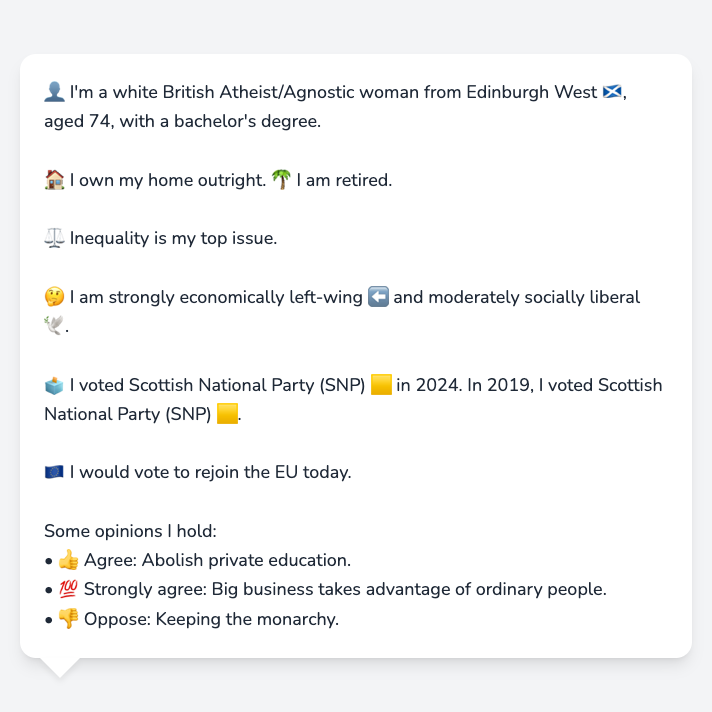 👤 I'm a white British Atheist/Agnostic woman from Edinburgh West 🏴󠁧󠁢󠁳󠁣󠁴󠁿,
aged 74, with a bachelor's degree.
🏠 I own my home outright. 🌴 I am retired.
⚖️ Inequality is my top issue.
🤔 I am strongly economically left-wing ⬅️ and moderately socially liberal
🕊️.
🗳️ I voted Scottish National Party (SNP) 🟨 in 2024. In 2019, I voted Scottish
National Party (SNP) 🟨.
🇪🇺 I would vote to rejoin the EU today.
Some opinions I hold:
• 👍 Agree: Abolish private education.
• 💯 Strongly agree: Big business takes advantage of ordinary people.
• 👎 Oppose: Keeping the monarchy.